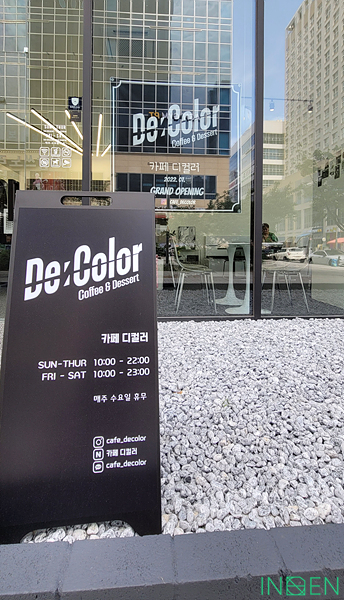 De:Color
Coffee & Dessert
카페 디컬러
GRAND OPENING
De:Color
Coffee & Dessert
카페 디컬러
SUN-THUR 10:00 - 22:00
FRI - SAT 10:00 - 23:00
매주 수요일 휴무
cafe_decolor
카페 디컬러
cafe_decolor